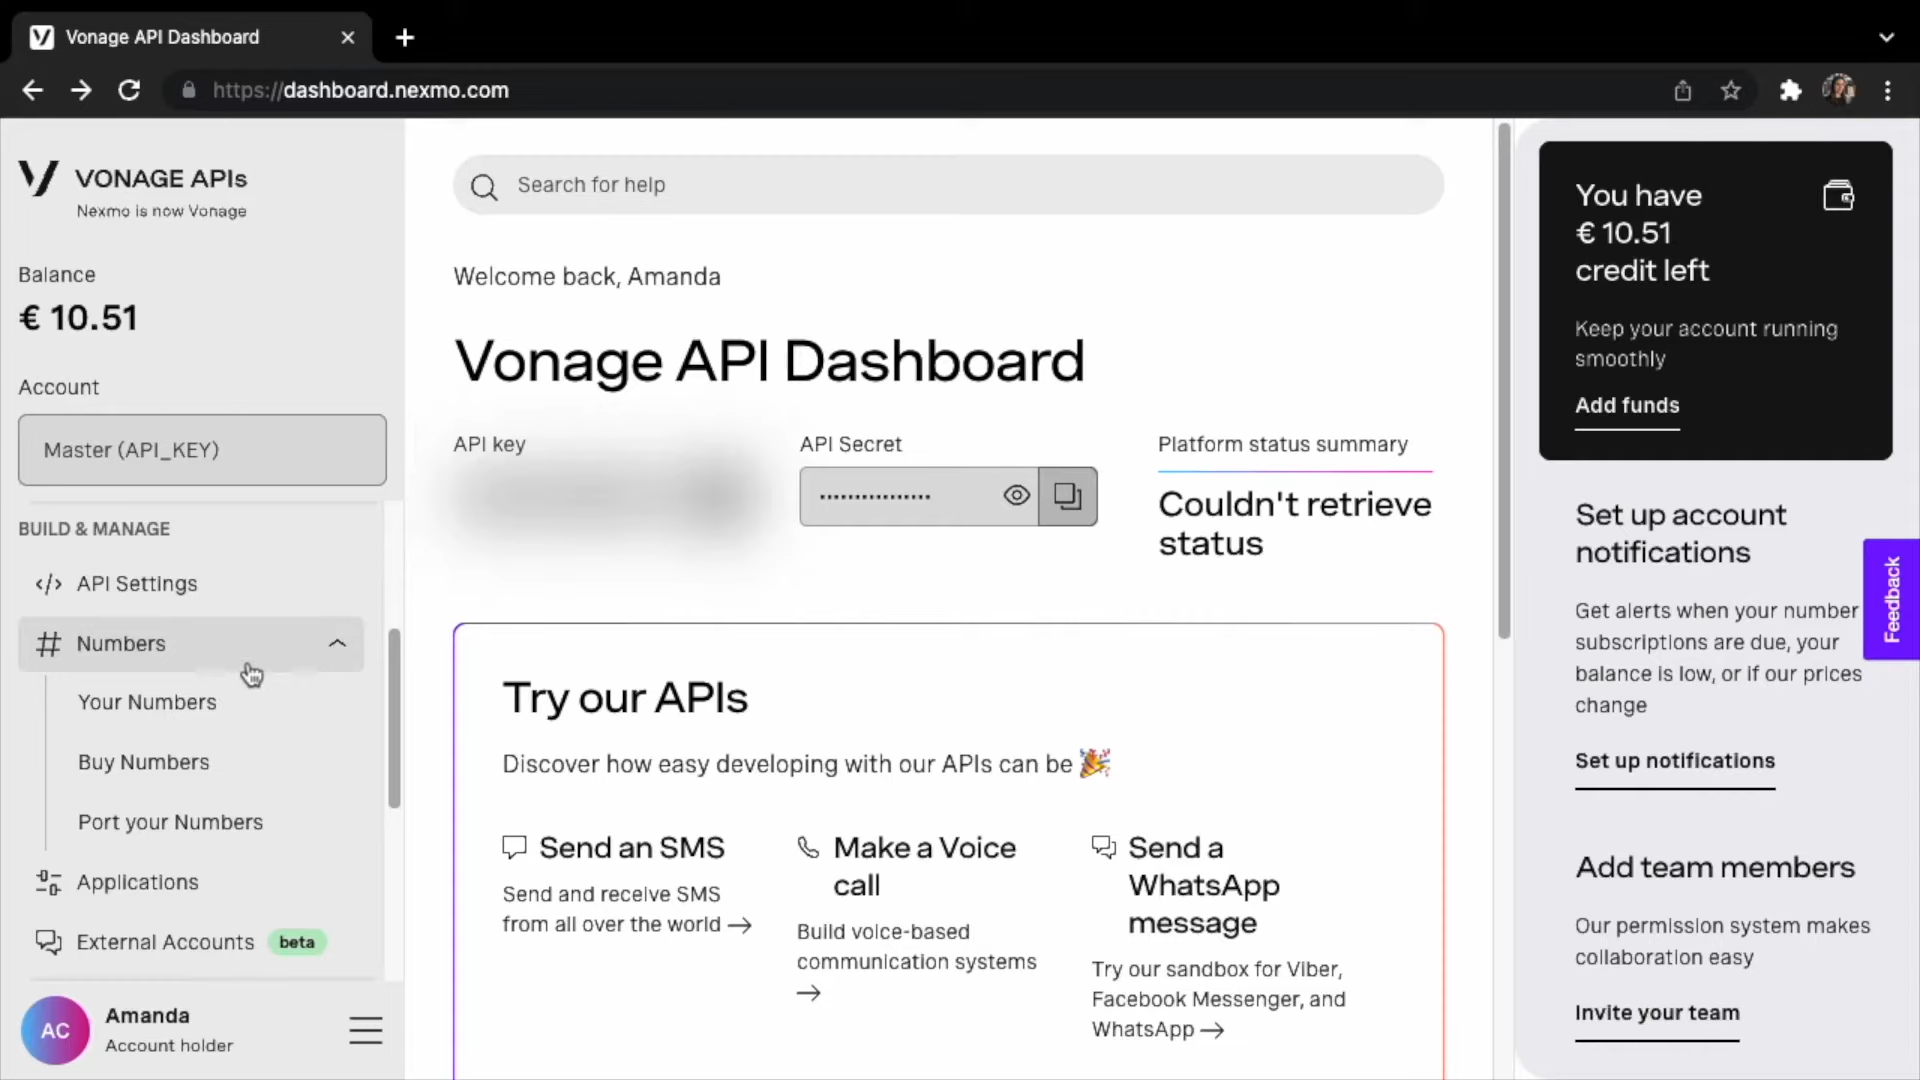 Vonage API Dashboard
https://dashboard.nexmo.com
VONAGE APIs
Nexmo is now Vonage
Balance
€ 10.51
Account
Master (API_KEY)
BUILD & MANAGE
</> API Settings
# Numbers
Your Numbers
Buy Numbers
Port your Numbers
Applications
External Accounts beta
AC
Amanda
Account holder
Search for help
Welcome back, Amanda
Vonage API Dashboard
API key
API Secret
Platform status summary
Couldn't retrieve
status
Try our APIs
Discover how easy developing with our APIs can be 🎉
Send an SMS
Send and receive SMS
from all over the world →
Make a Voice
call
Build voice-based
communication systems
→
Send a
WhatsApp
message
Try our sandbox for Viber,
Facebook Messenger, and
WhatsApp →
You have
€ 10.51
credit left
Keep your account running
smoothly
Add funds
Set up account
notifications
Get alerts when your number
subscriptions are due, your
balance is low, or if our prices
change
Set up notifications
Feedback
Add team members
Our permission system makes
collaboration easy
Invite your team